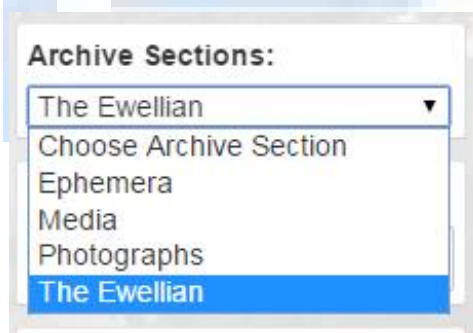 Archive Sections:
The Ewellian
Choose Archive Section
Ephemera
Media
Photographs
The Ewellian